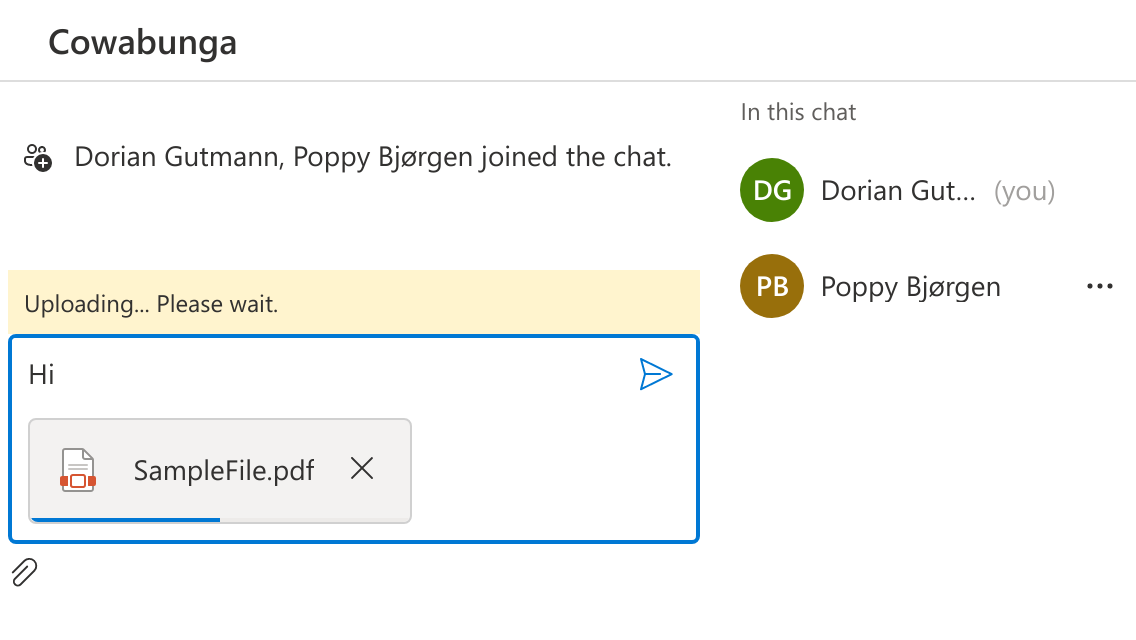 Cowabunga
Dorian Gutmann, Poppy Bjørgen joined the chat.
Uploading... Please wait.
Hi
SampleFile.pdf
In this chat
DG Dorian Gut... (you)
PB Poppy Bjørgen